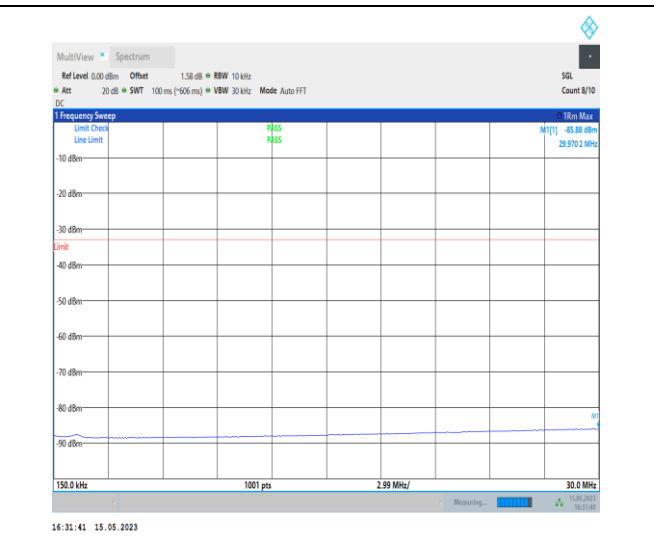 MultiView Spectrum
Ref Level 0.00 dBm Offset 1.58 dB RBW 10 kHz SGL
Att 20 dB SWT 100 ms (~606 ms) VBW 30 kHz Mode Auto FFT Count 8/10
DC
1 Frequency Sweep 1Rm Max
Limit Check PASS M1[1] -85.88 dBm
Line Limit PASS 29.9702 MHz
-10 dBm
-20 dBm
-30 dBm
Limit
-40 dBm
-50 dBm
-60 dBm
-70 dBm
-80 dBm
M1
-90 dBm
150.0 kHz 1001 pts 2.99 MHz/ 30.0 MHz
Measuring... 15.05.2023
16:31:40
16:31:41 15.05.2023